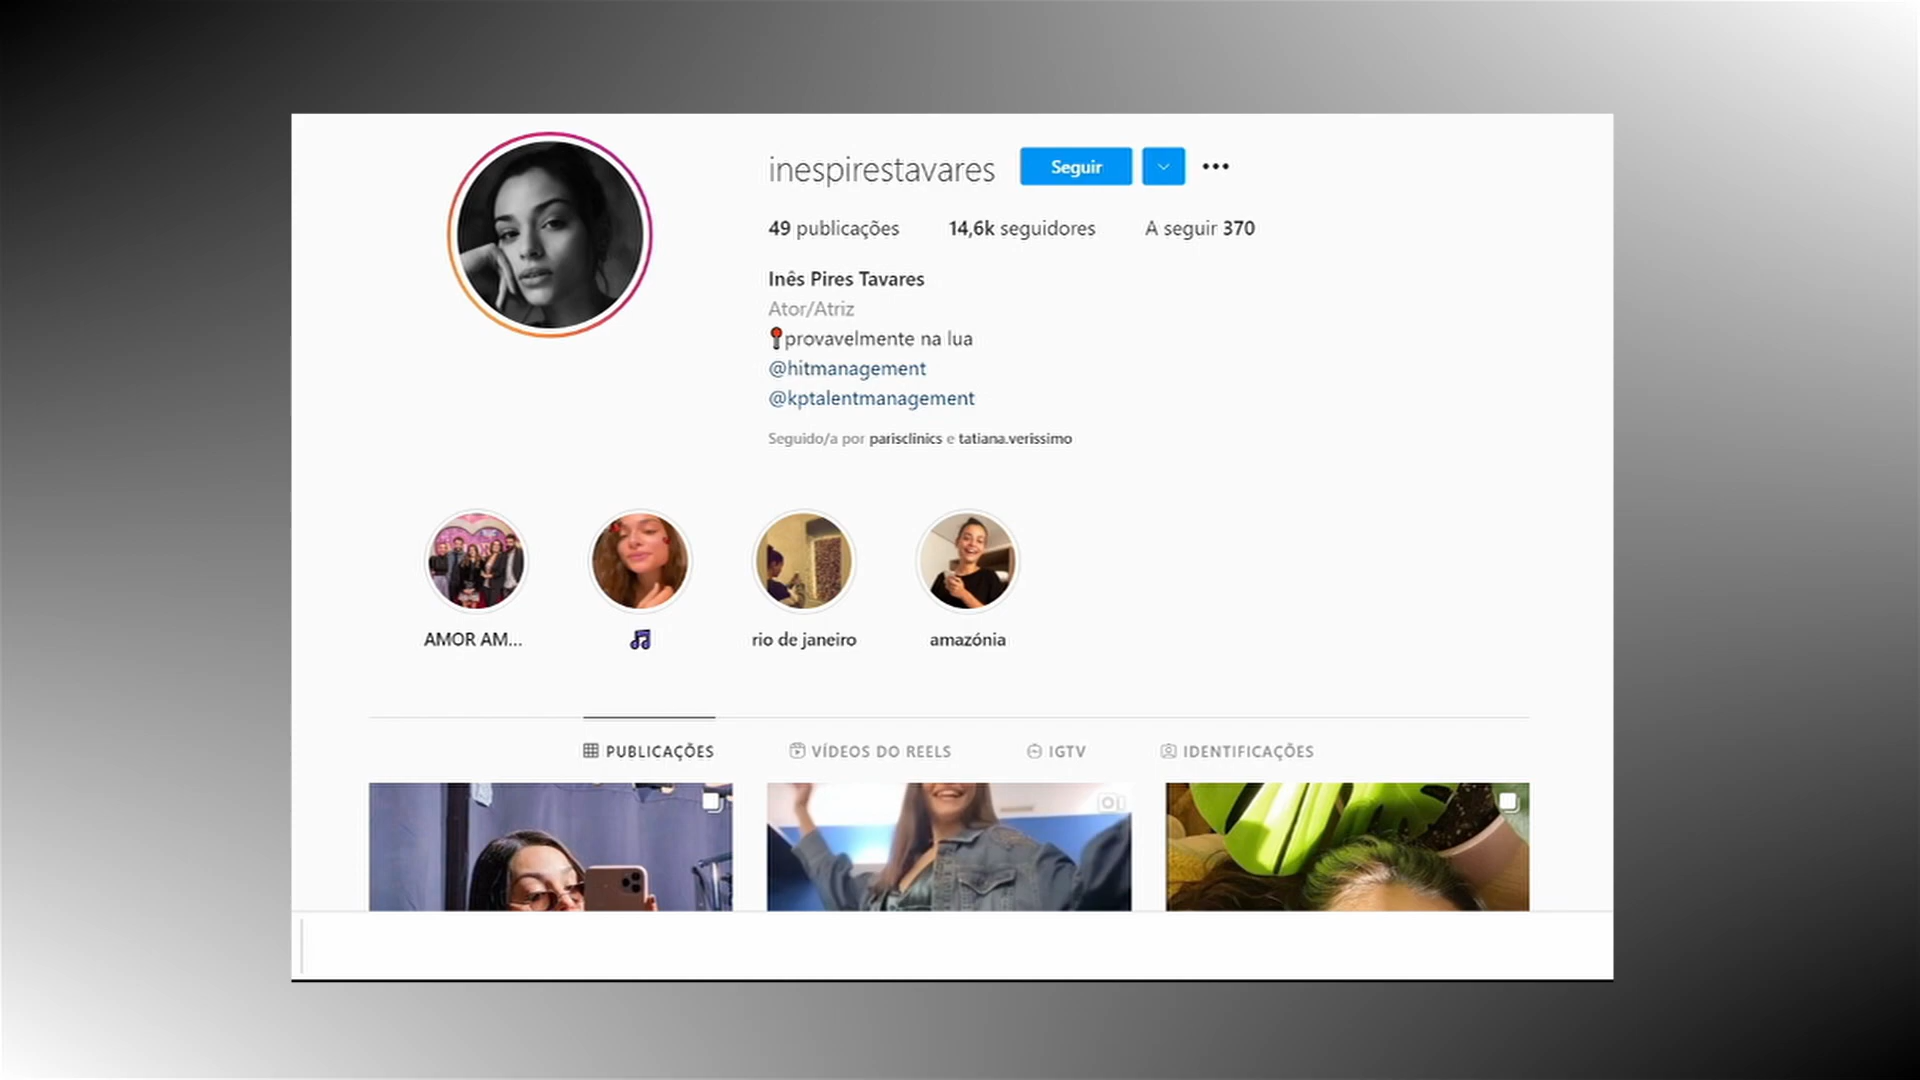 inespirestavares Seguir
49 publicações 14,6k seguidores A seguir 370
Inês Pires Tavares
Ator/Atriz
📍provavelmente na lua
@hitmanagement
@kptalentmanagement
Seguido/a por parisclinics e tatiana.verissimo
AMOR AM... 🎵 rio de janeiro amazónia
PUBLICAÇÕES VÍDEOS DO REELS IGTV IDENTIFICAÇÕES